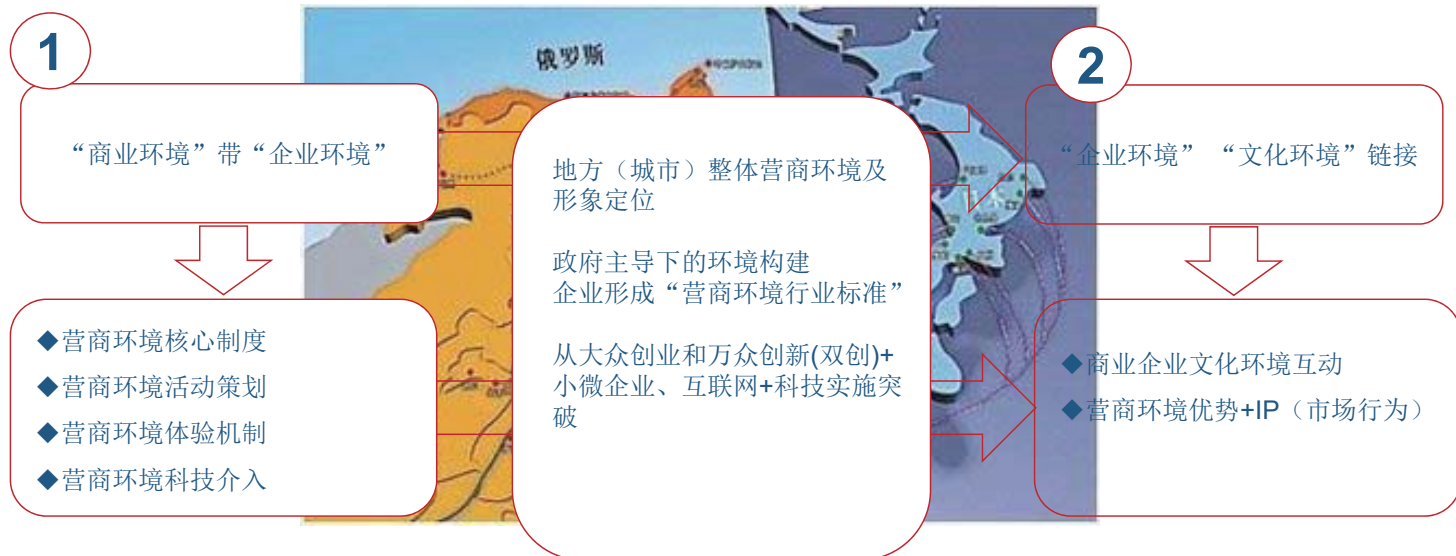 1
“商业环境”带“企业环境”
◆营商环境核心制度
◆营商环境活动策划
◆营商环境体验机制
◆营商环境科技介入
俄罗斯
地方（城市）整体营商环境及
形象定位
政府主导下的环境构建
企业形成“营商环境行业标准”
从大众创业和万众创新(双创)+
小微企业、互联网+科技实施突
破
2
“企业环境” “文化环境”链接
◆商业企业文化环境互动
◆营商环境优势+IP（市场行为）